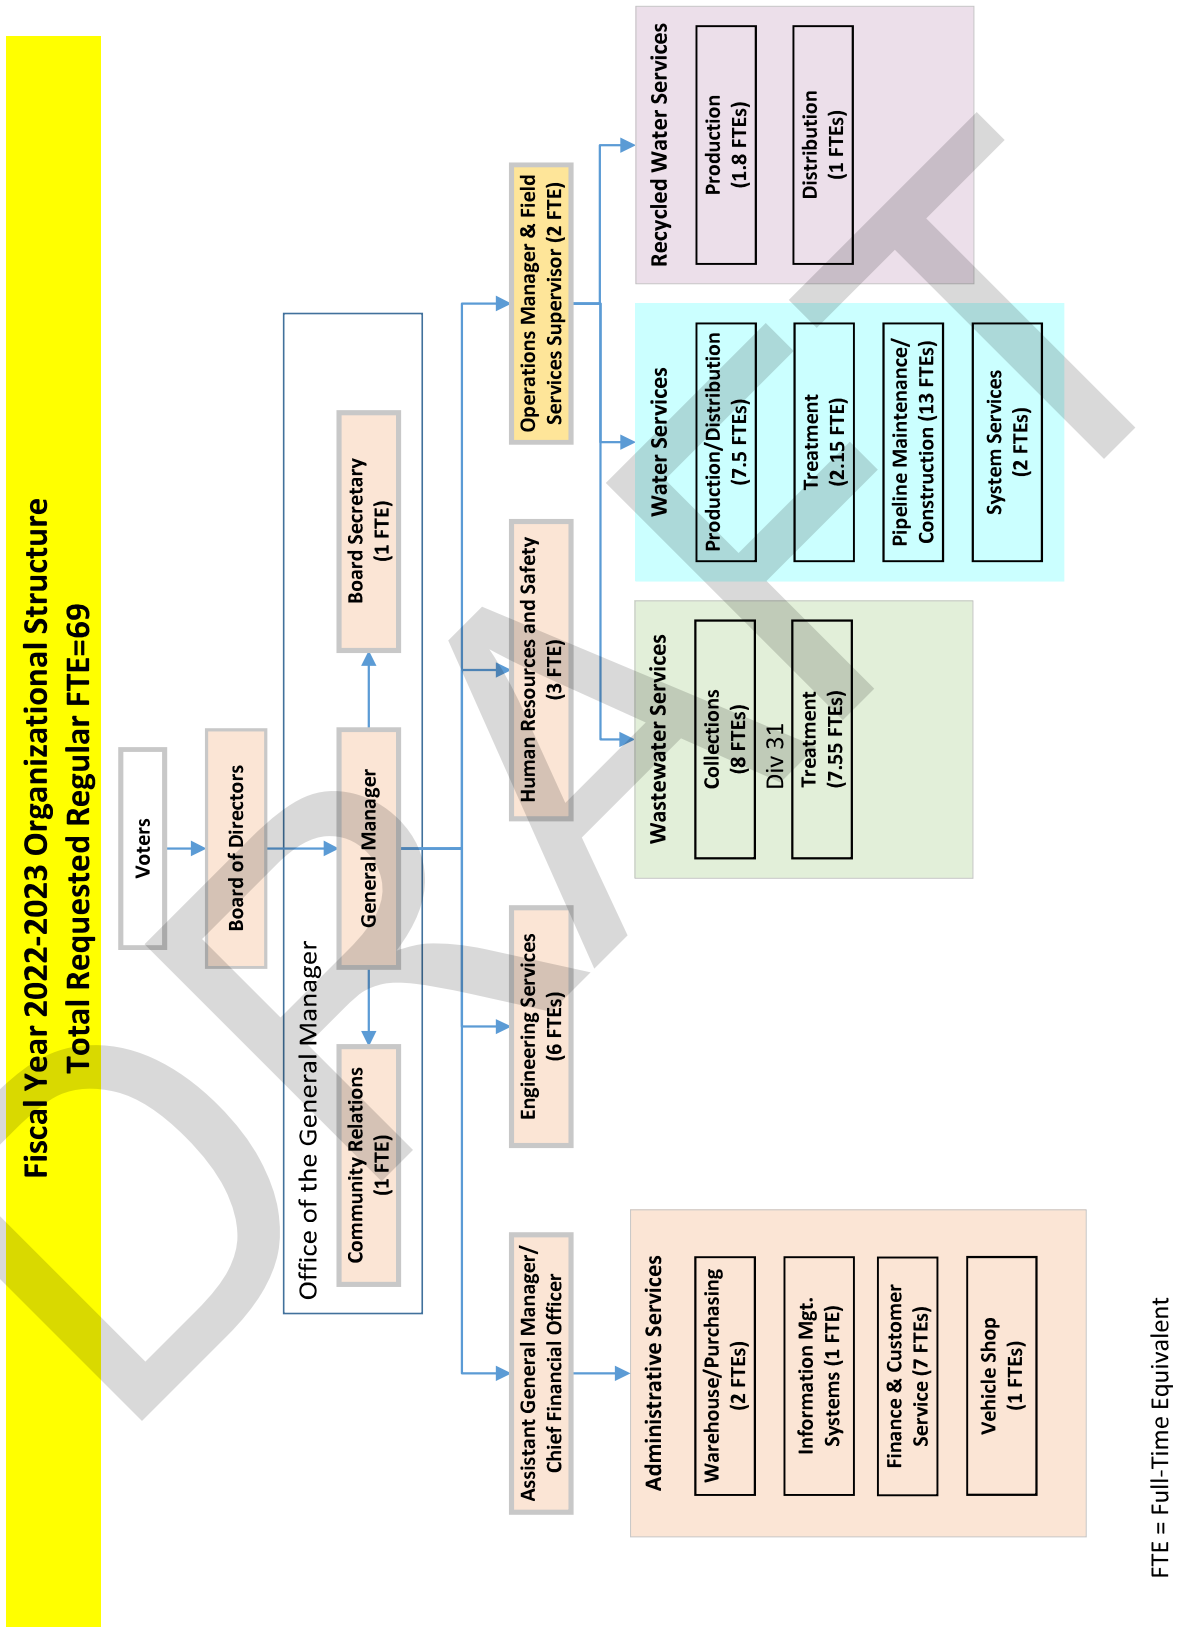 Fiscal Year 2022-2023 Organizational Structure
Total Requested Regular FTE=69
Voters
Board of Directors
Office of the General Manager
Community Relations
(1 FTE)
General Manager
Board Secretary
(1 FTE)
Assistant General Manager/
Chief Financial Officer
Engineering Services
(6 FTEs)
Human Resources and Safety
(3 FTE)
Operations Manager & Field
Services Supervisor (2 FTE)
Administrative Services
Warehouse/Purchasing
(2 FTEs)
Information Mgt.
Systems (1 FTE)
Finance & Customer
Service (7 FTEs)
Vehicle Shop
(1 FTEs)
Wastewater Services
Collections
(8 FTEs)
Div 31
Treatment
(7.55 FTEs)
Water Services
Production/Distribution
(7.5 FTEs)
Treatment
(2.15 FTE)
Pipeline Maintenance/
Construction (13 FTEs)
System Services
(2 FTEs)
Recycled Water Services
Production
(1.8 FTEs)
Distribution
(1 FTEs)
FTE = Full-Time Equivalent
DRAFT